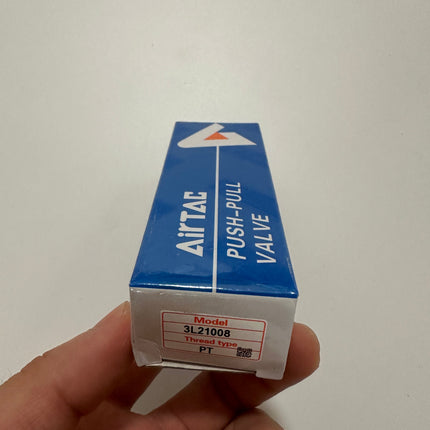 AirTAC
PUSH-PULL
VALVE
Model
3L21008
Thread type
PT